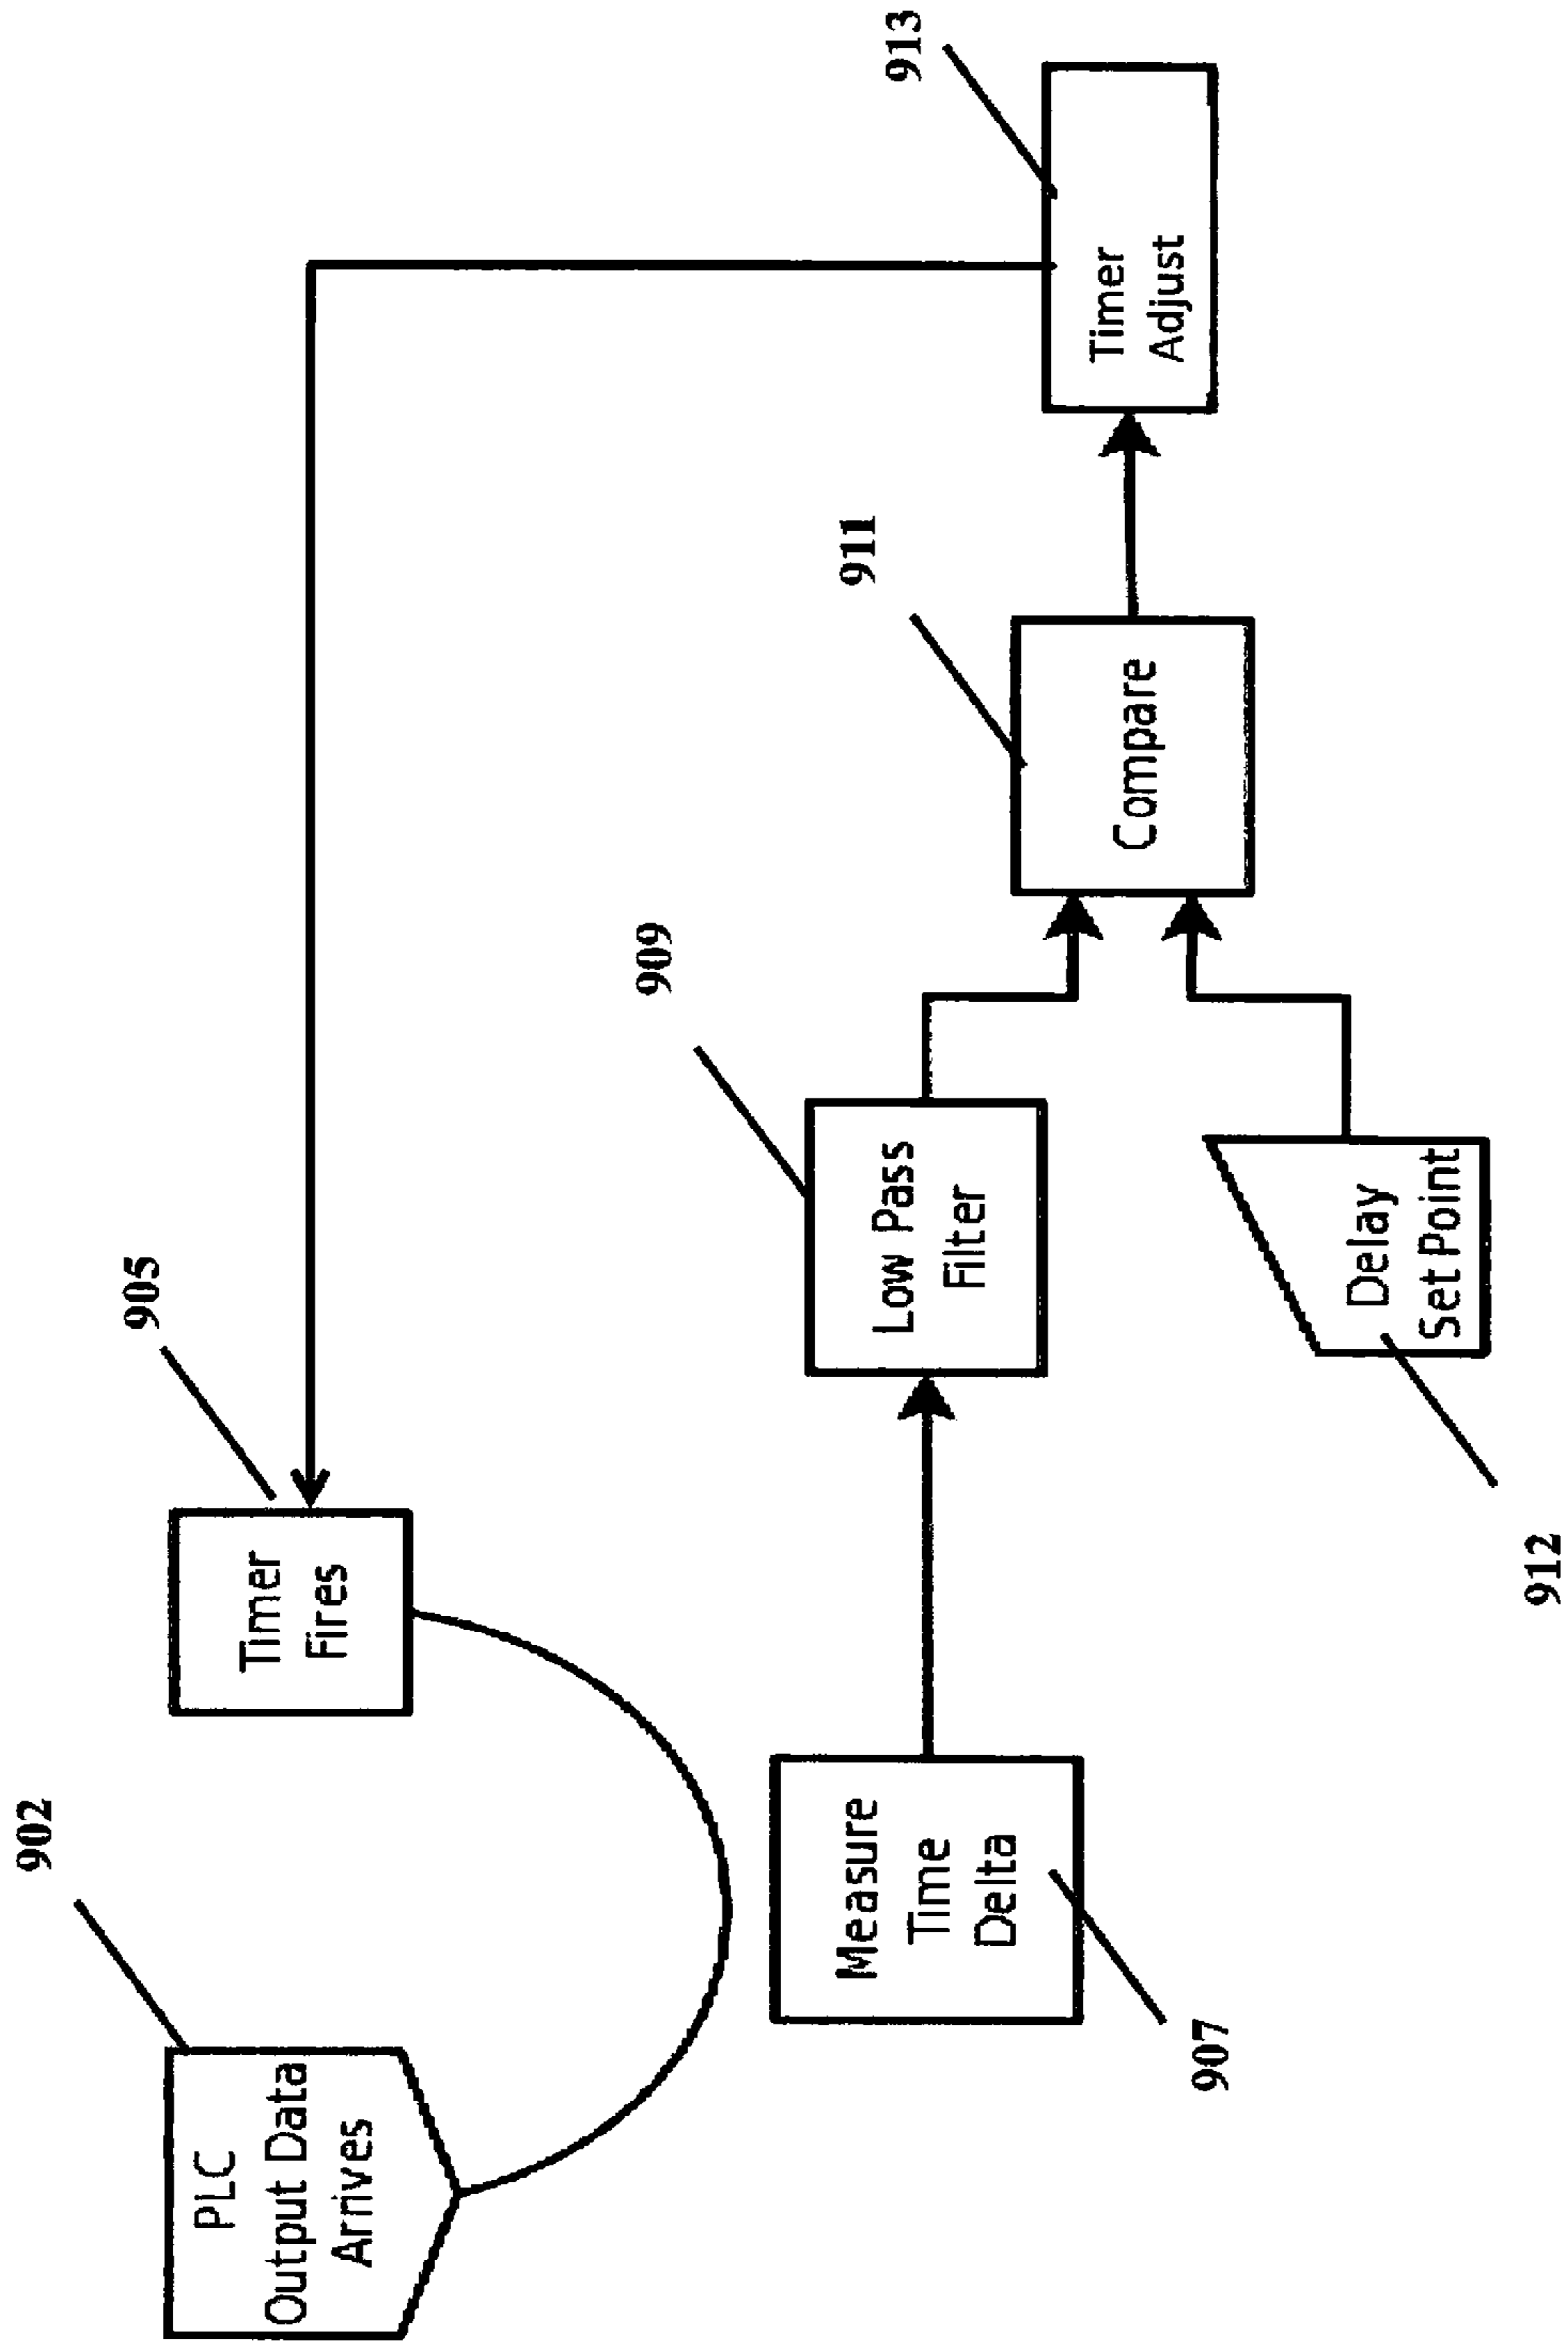 902
PLC
Output Data
Arrives
905
Timer
Fires
907
Measure
Time
Delta
909
Low Pass
Filter
912
Delay
Set Point
911
Compare
913
Timer
Adjust